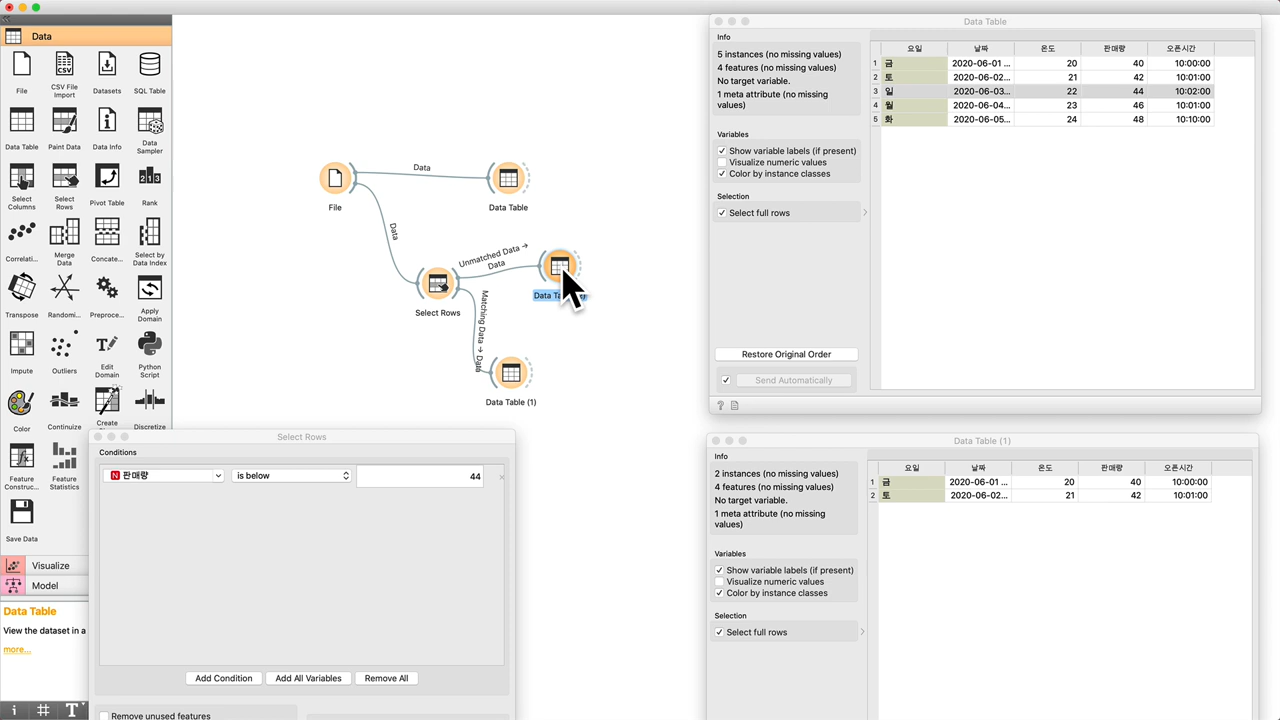 Data
File
CSV File
Import
Datasets
SQL Table
Data Table
Paint Data
Data Info
Data
Sampler
Select
Columns
Select
Rows
Pivot Table
Rank
Correlati...
Merge
Data
Concate...
Select by
Data Index
Transpose
Randomi...
Preproce...
Apply
Domain
Impute
Outliers
Edit
Domain
Python
Script
Color
Continuize
Create
Discretize
Feature
Construc...
Feature
Statistics
Save Data
Visualize
Model
Data Table
View the dataset in a
more...
File
Data
Data Table
Data
Select Rows
Unmatched Data →
Data
Matching Data → Data
Data Table (1)
Select Rows
Conditions
N 판매량
is below
44
Add Condition
Add All Variables
Remove All
Remove unused features
Data Table
Info
5 instances (no missing values)
4 features (no missing values)
No target variable.
1 meta attribute (no missing
values)
Variables
Show variable labels (if present)
Visualize numeric values
Color by instance classes
Selection
Select full rows
Restore Original Order
Send Automatically
요일 날짜 온도 판매량 오픈시간
1 금 2020-06-01 ... 20 40 10:00:00
2 토 2020-06-02... 21 42 10:01:00
3 일 2020-06-03... 22 44 10:02:00
4 월 2020-06-04... 23 46 10:01:00
5 화 2020-06-05... 24 48 10:10:00
Data Table (1)
Info
2 instances (no missing values)
4 features (no missing values)
No target variable.
1 meta attribute (no missing
values)
Variables
Show variable labels (if present)
Visualize numeric values
Color by instance classes
Selection
Select full rows
요일 날짜 온도 판매량 오픈시간
1 금 2020-06-01 ... 20 40 10:00:00
2 토 2020-06-02... 21 42 10:01:00